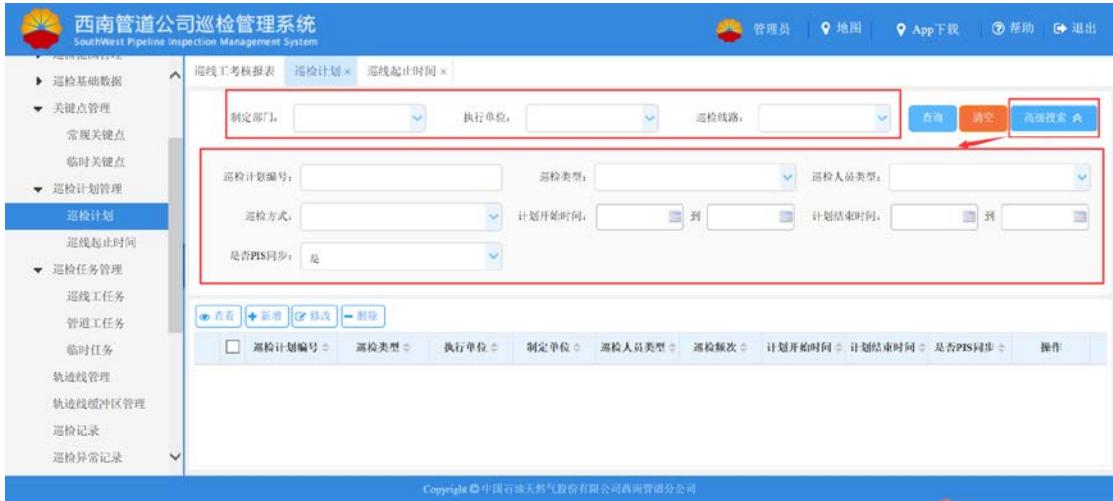 西南管道公司巡检管理系统
SouthWest Pipeline Inspection Management System
管理员 地图 App下载 帮助 退出
巡检范围管理
巡检基础数据
关键点管理
常规关键点
临时关键点
巡检计划管理
巡检计划
巡线起止时间
巡检任务管理
巡线工任务
管道工任务
临时任务
轨迹线管理
轨迹线缓冲区管理
巡检记录
巡检异常记录
巡线工考核报表 巡检计划 × 巡线起止时间 ×
制定部门: 执行单位: 巡检线路: 查询 清空 高级搜索
巡检计划编号: 巡检类型: 巡检人员类型:
巡检方式: 计划开始时间: 到 计划结束时间: 到
是否PIS同步: 是
查看 新增 修改 删除
巡检计划编号 巡检类型 执行单位 制定单位 巡检人员类型 巡检频次 计划开始时间 计划结束时间 是否PIS同步 操作
Copyright © 中国石油天然气股份有限公司西南管道分公司